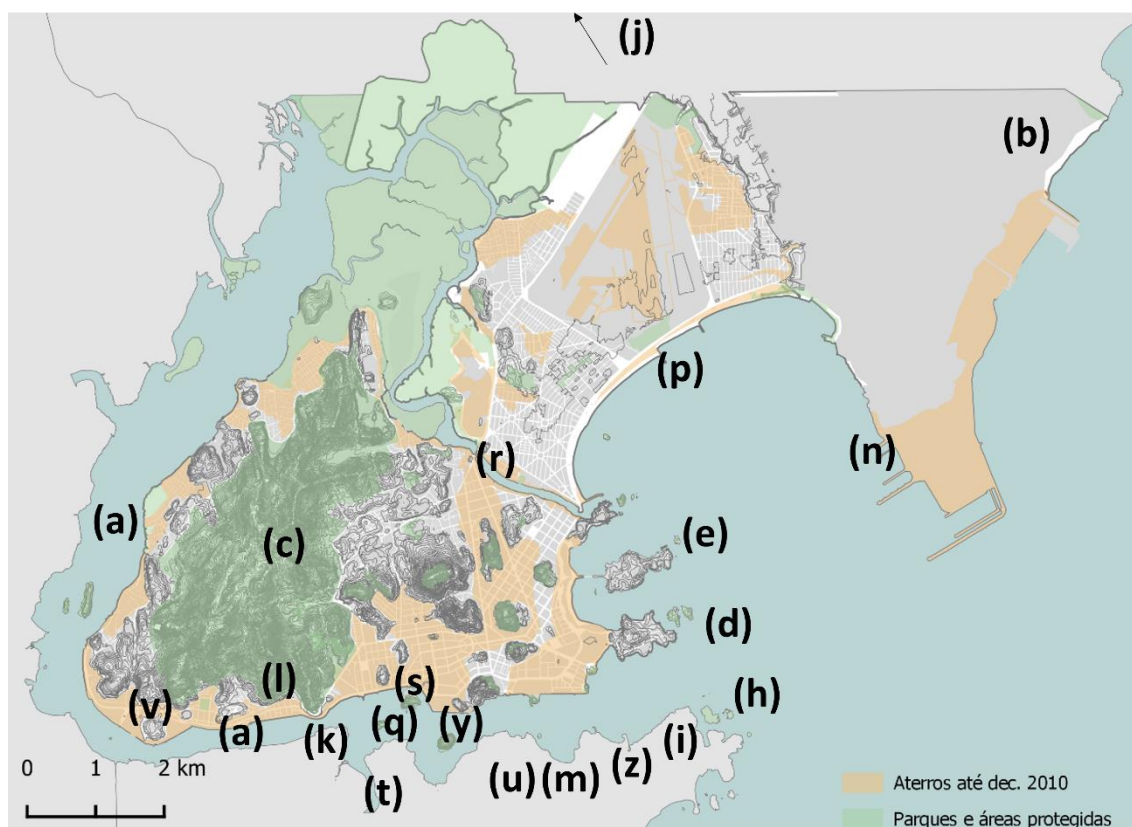 (j)
(b)
(p)
(n)
(r)
(a)
(c)
(e)
(d)
(l)
(s)
(h)
(v)
(a)
(k)
(q)
(y)
(i)
(u)
(m)
(z)
(t)
0 1 2 km
Aterros até dec. 2010
Parques e áreas protegidas